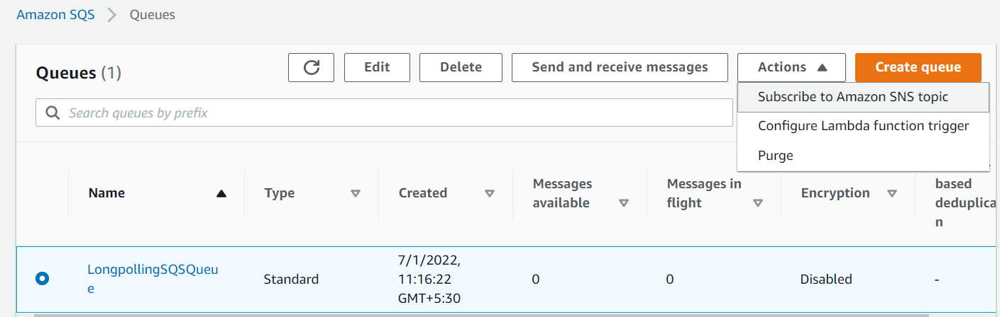 Amazon SQS > Queues
Queues (1)
Edit
Delete
Send and receive messages
Actions
Create queue
Subscribe to Amazon SNS topic
Search queues by prefix
Configure Lambda function trigger
Purge
Name
Type
Created
Messages
available
Messages in
flight
Encryption
based
deduplica
n
LongpollingSQSQueu
e
Standard
7/1/2022,
11:16:22
GMT+5:30
0
0
Disabled
-